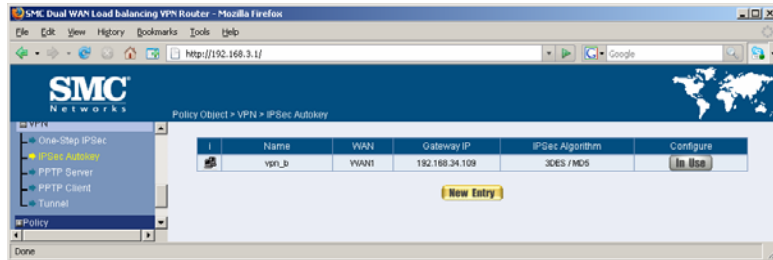 SMC Dual WAN Load balancing VPN Router - Mozilla Firefox
File Edit View History Bookmarks Tools Help
http://192.168.3.1/
Google
SMC®
Networks
Policy Object > VPN > IPSec Autokey
VPN
One-Step IPSec
IPSec Autokey
PPTP Server
PPTP Client
Tunnel
Policy
i Name WAN Gateway IP IPSec Algorithm Configure
vpn_b WAN1 192.168.34.109 3DES / MD5 In Use
New Entry
Done